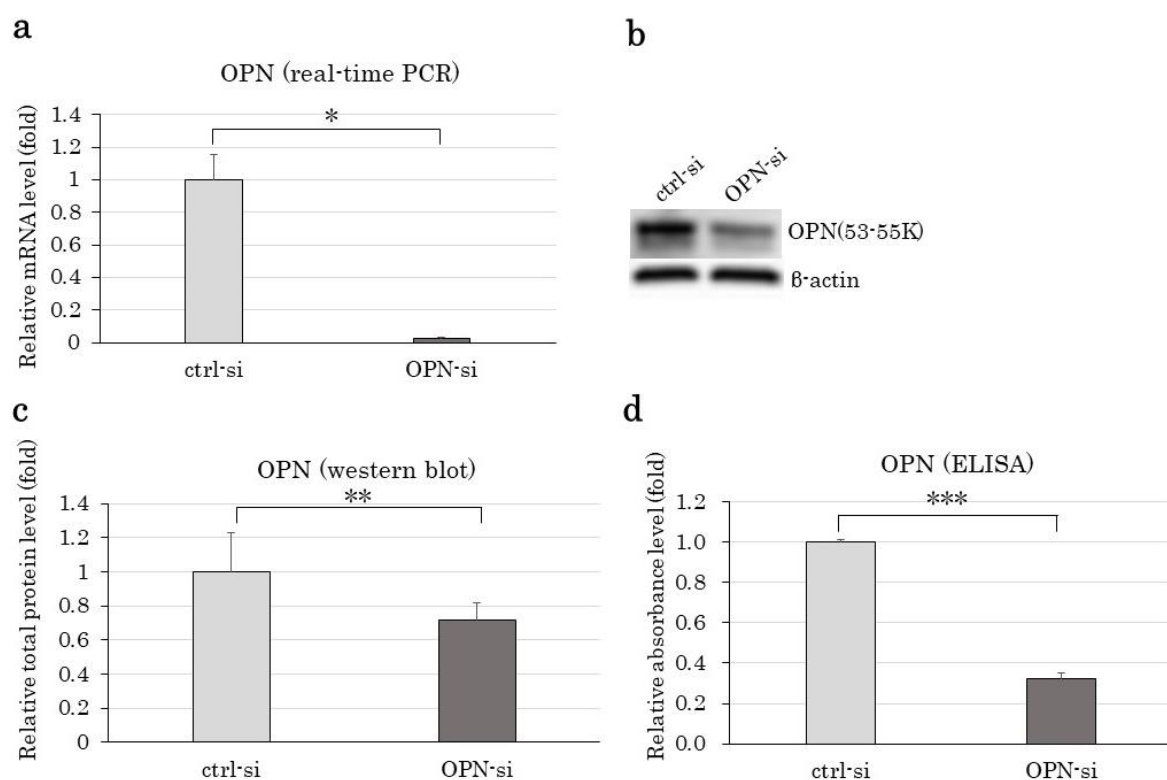 a
OPN (real-time PCR)
Relative mRNA level (fold)
1.4
1.2
1
0.8
0.6
0.4
0.2
0
*
ctrl-si
OPN-si
b
ctrl-si
OPN-si
OPN(53-55K)
β-actin
c
OPN (western blot)
Relative total protein level (fold)
1.4
1.2
1
0.8
0.6
0.4
0.2
0
**
ctrl-si
OPN-si
d
OPN (ELISA)
Relative absorbance level (fold)
1.2
1.0
0.8
0.6
0.4
0.2
0.0
***
ctrl-si
OPN-si